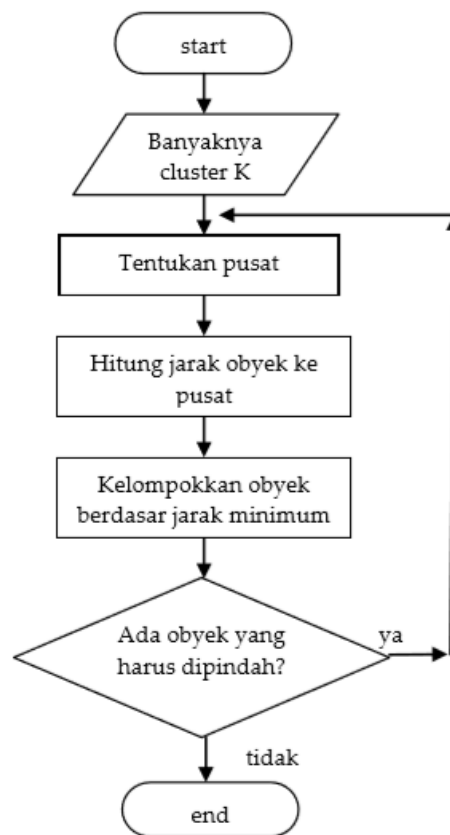 start
Banyaknya
cluster K
Tentukan pusat
Hitung jarak obyek ke
pusat
Kelompokkan obyek
berdasar jarak minimum
Ada obyek yang
harus dipindah?
ya
tidak
end